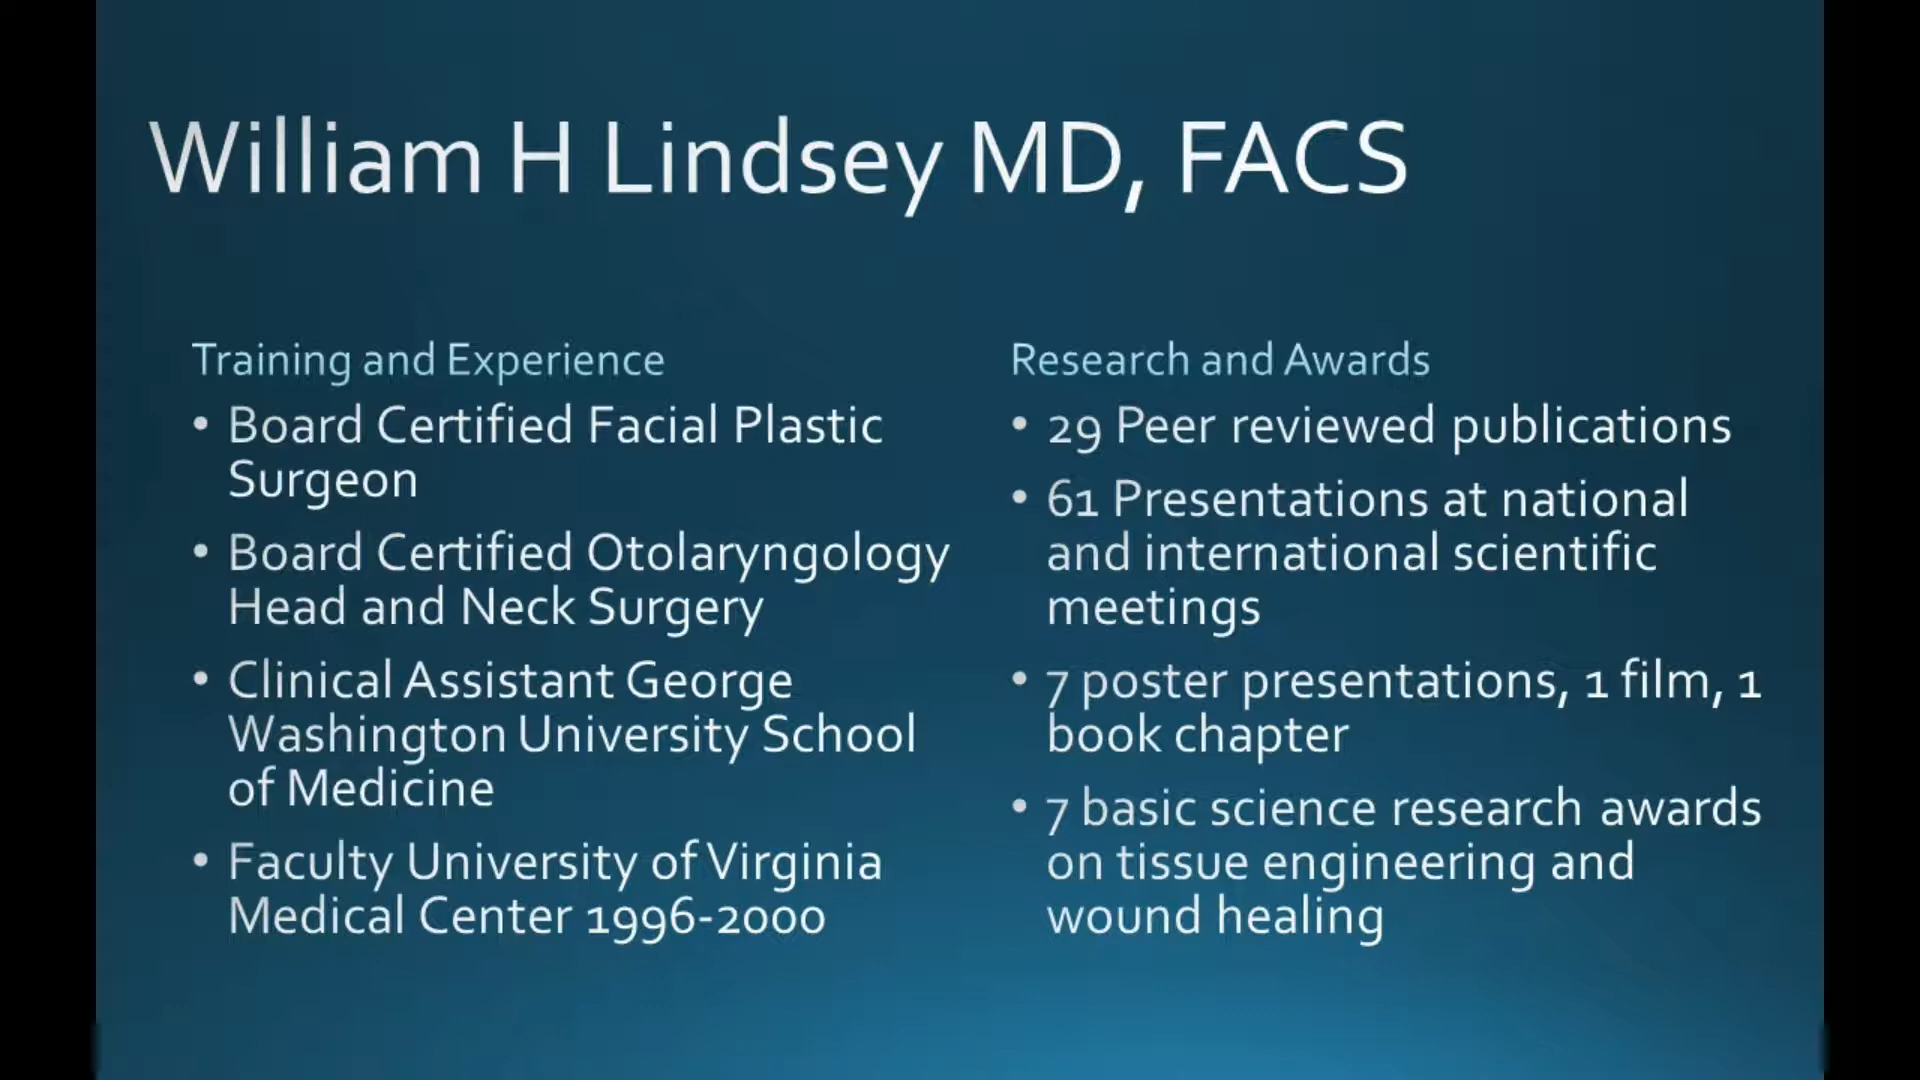 William H Lindsey MD, FACS
Training and Experience
• Board Certified Facial Plastic
Surgeon
• Board Certified Otolaryngology
Head and Neck Surgery
• Clinical Assistant George
Washington University School
of Medicine
• Faculty University of Virginia
Medical Center 1996-2000
Research and Awards
• 29 Peer reviewed publications
• 61 Presentations at national
and international scientific
meetings
• 7 poster presentations, 1 film, 1
book chapter
• 7 basic science research awards
on tissue engineering and
wound healing